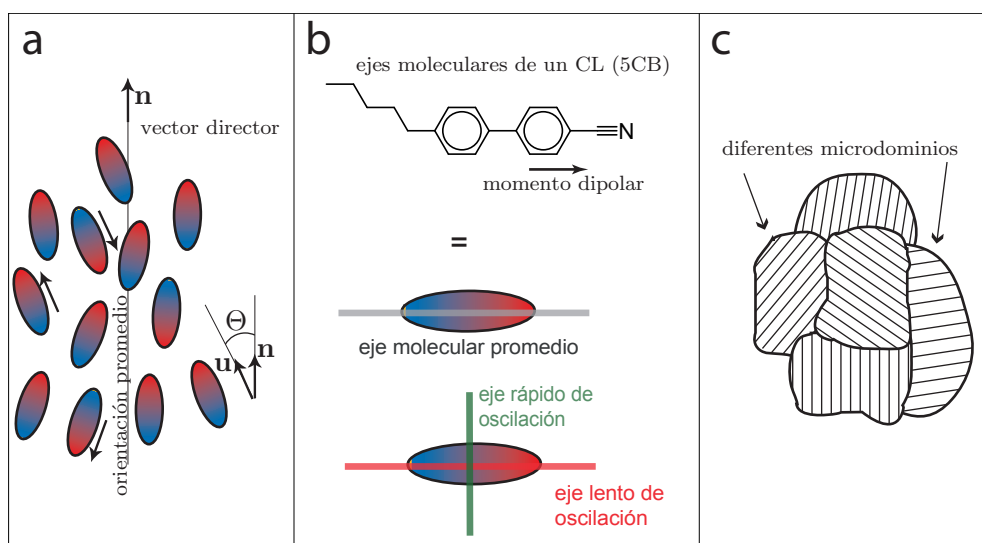 a
n
vector director
orientación promedio
Θ
u
n
b
ejes moleculares de un CL (5CB)
N
momento dipolar
=
eje molecular promedio
eje rápido de
oscilación
eje lento de
oscilación
c
diferentes microdominios